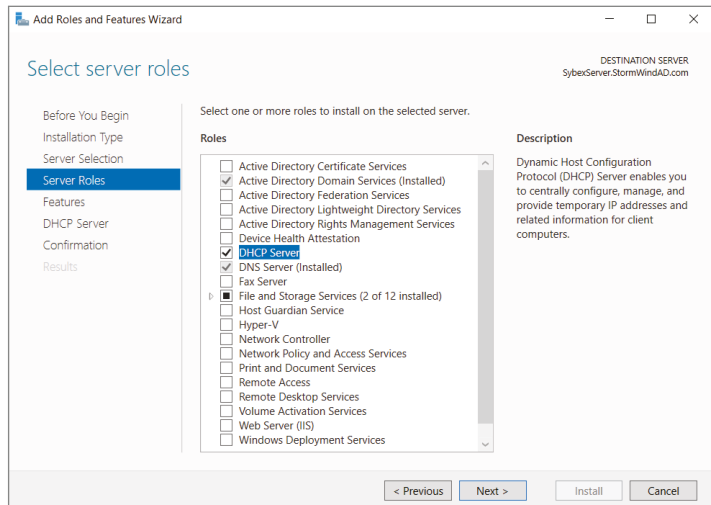 Add Roles and Features Wizard
Select server roles
DESTINATION SERVER
SybexServer.StormWindAD.com
Before You Begin
Installation Type
Server Selection
Server Roles
Features
DHCP Server
Confirmation
Results
Select one or more roles to install on the selected server.
Roles
Active Directory Certificate Services
Active Directory Domain Services (Installed)
Active Directory Federation Services
Active Directory Lightweight Directory Services
Active Directory Rights Management Services
Device Health Attestation
DHCP Server
DNS Server (Installed)
Fax Server
File and Storage Services (2 of 12 installed)
Host Guardian Service
Hyper-V
Network Controller
Network Policy and Access Services
Print and Document Services
Remote Access
Remote Desktop Services
Volume Activation Services
Web Server (IIS)
Windows Deployment Services
Description
Dynamic Host Configuration
Protocol (DHCP) Server enables you
to centrally configure, manage, and
provide temporary IP addresses and
related information for client
computers.
< Previous
Next >
Install
Cancel